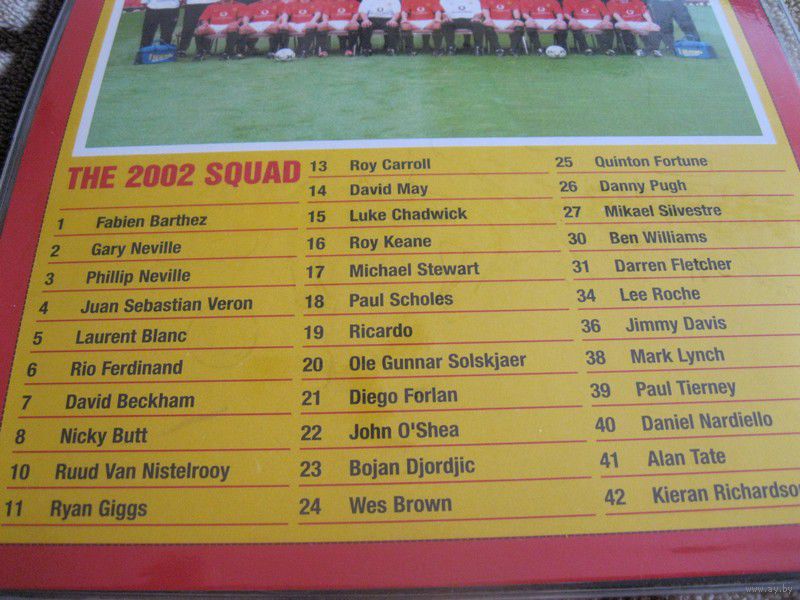 THE 2002 SQUAD
1 Fabien Barthez
2 Gary Neville
3 Phillip Neville
4 Juan Sebastian Veron
5 Laurent Blanc
6 Rio Ferdinand
7 David Beckham
8 Nicky Butt
10 Ruud Van Nistelrooy
11 Ryan Giggs
13 Roy Carroll
14 David May
15 Luke Chadwick
16 Roy Keane
17 Michael Stewart
18 Paul Scholes
19 Ricardo
20 Ole Gunnar Solskjaer
21 Diego Forlan
22 John O'Shea
23 Bojan Djordjic
24 Wes Brown
25 Quinton Fortune
26 Danny Pugh
27 Mikael Silvestre
30 Ben Williams
31 Darren Fletcher
34 Lee Roche
36 Jimmy Davis
38 Mark Lynch
39 Paul Tierney
40 Daniel Nardiello
41 Alan Tate
42 Kieran Richardso
www.ay.by